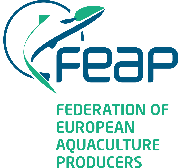 FEAP
FEDERATION OF
EUROPEAN
AQUACULTURE
PRODUCERS